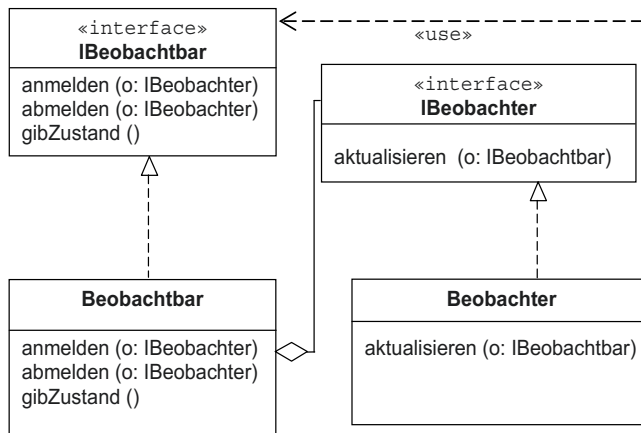 «interface»
IBeobachtbar
anmelden (o: IBeobachter)
abmelden (o: IBeobachter)
gibZustand ()
«use»
«interface»
IBeobachter
aktualisieren (o: IBeobachtbar)
Beobachtbar
anmelden (o: IBeobachter)
abmelden (o: IBeobachter)
gibZustand ()
Beobachter
aktualisieren (o: IBeobachtbar)